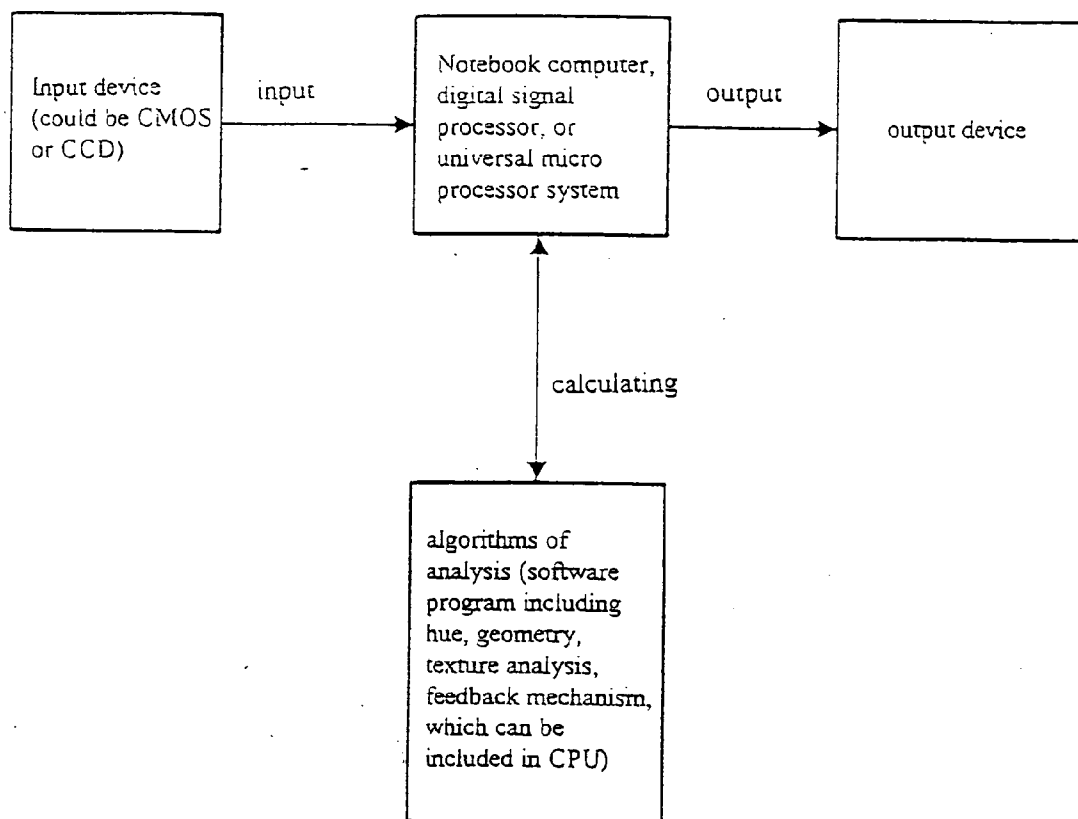 Input device
(could be CMOS
or CCD)
input
Notebook computer,
digital signal
processor, or
universal micro
processor system
output
output device
calculating
algorithms of
analysis (software
program including
hue, geometry,
texture analysis,
feedback mechanism,
which can be
included in CPU)